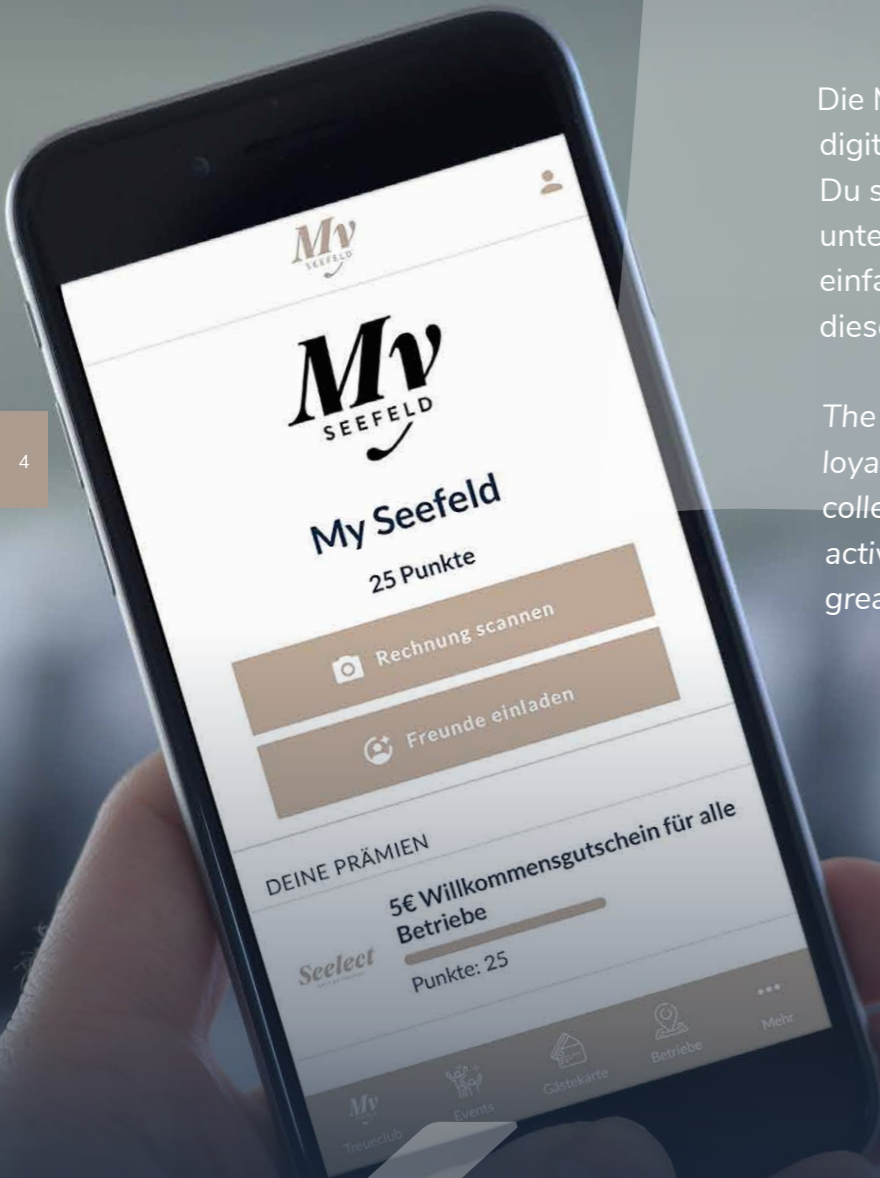 My
SEEFELD
My
SEEFELD
My Seefeld
25 Punkte
Rechnung scannen
Freunde einladen
DEINE PRÄMIEN
5€ Willkommensgutschein für alle
Betriebe
Seelect
Punkte: 25
My
Treueclub
Events
Gästekarte
Betriebe
Mehr
4
Die
digit
Du s
unte
einfa
dies
The
loya
colle
activ
grea